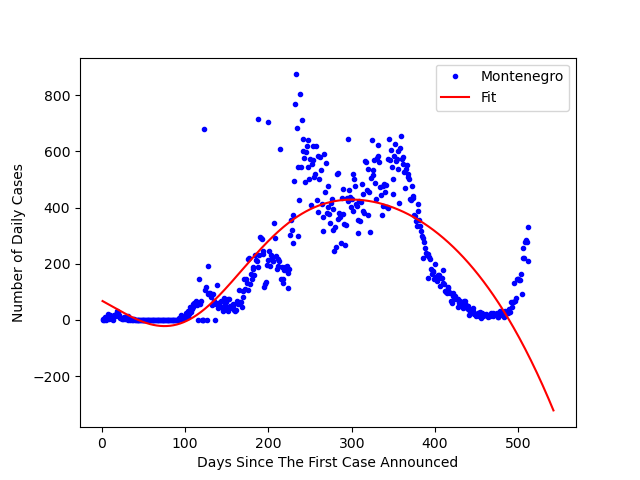 Montenegro
Fit
800
600
400
200
0
−200
0 100 200 300 400 500
Number of Daily Cases
Days Since The First Case Announced